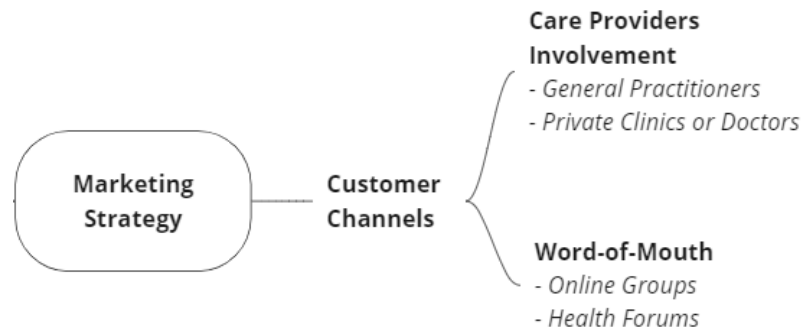 Marketing
Strategy
Customer
Channels
Care Providers
Involvement
- General Practitioners
- Private Clinics or Doctors
Word-of-Mouth
- Online Groups
- Health Forums